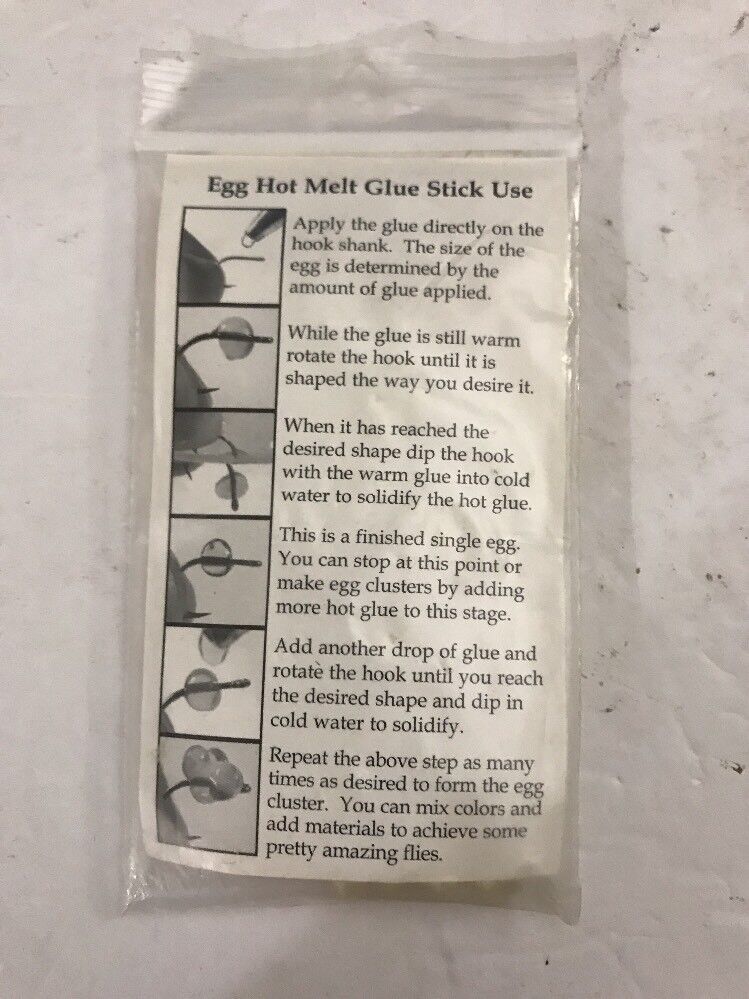 Egg Hot Melt Glue Stick Use
Apply the glue directly on the
hook shank. The size of the
egg is determined by the
amount of glue applied.
While the glue is still warm
rotate the hook until it is
shaped the way you desire it.
When it has reached the
desired shape dip the hook
with the warm glue into cold
water to solidify the hot glue.
This is a finished single egg.
You can stop at this point or
make egg clusters by adding
more hot glue to this stage.
Add another drop of glue and
rotate the hook until you reach
the desired shape and dip in
cold water to solidify.
Repeat the above step as many
times as desired to form the egg
cluster. You can mix colors and
add materials to achieve some
pretty amazing flies.